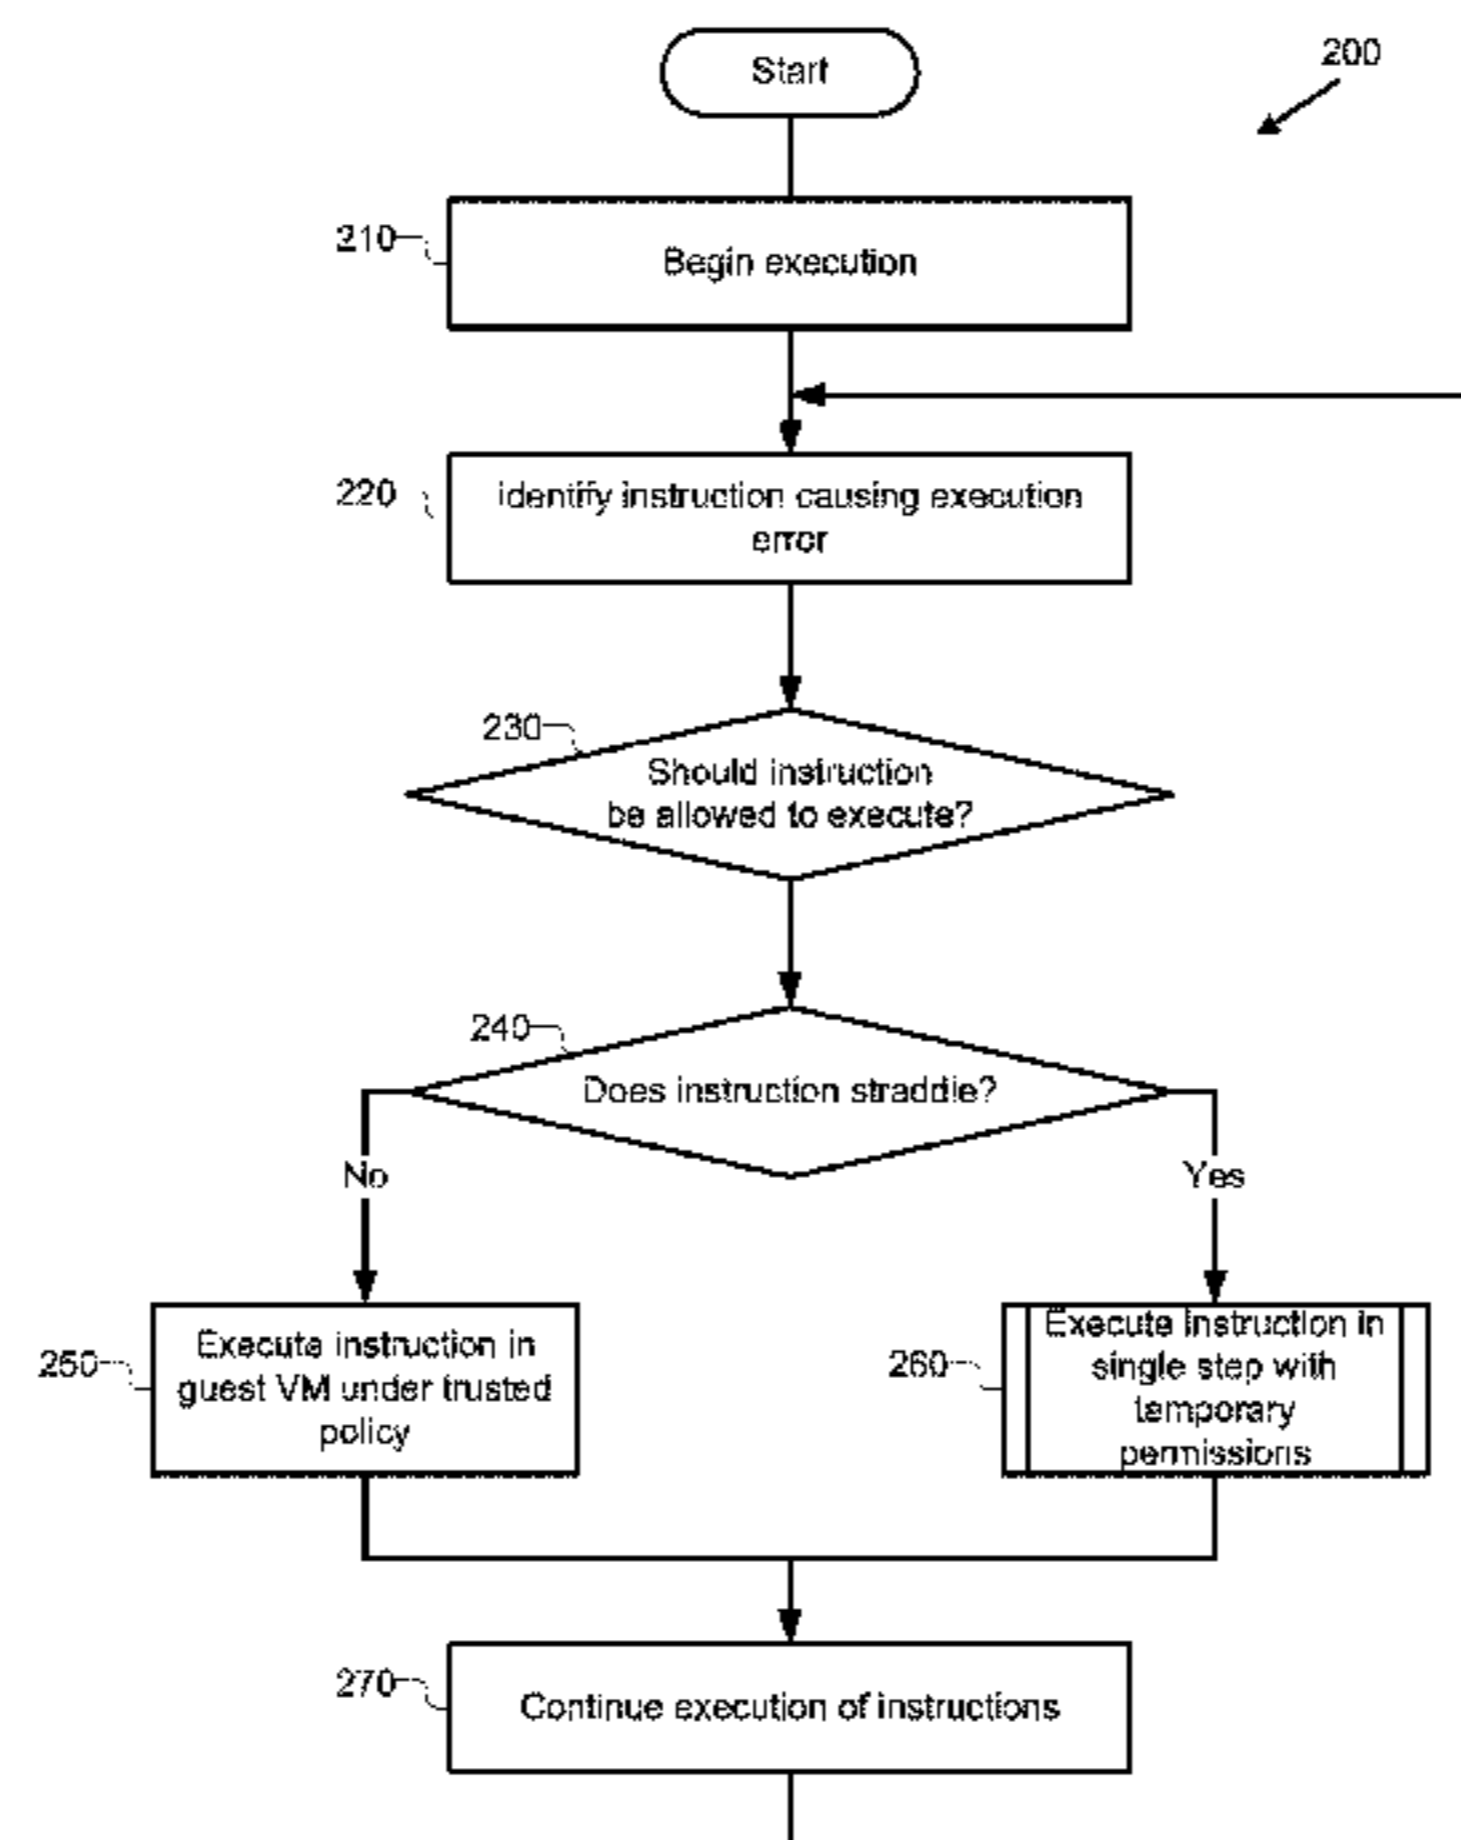 Start
200
210
Begin execution
220
identify instruction causing execution
error
230
Should instruction
be allowed to execute?
240
Does instruction straddle?
No
Yes
250
Execute instruction in
guest VM under trusted
policy
260
Execute instruction in
single step with
temporary
permissions
270
Continue execution of instructions